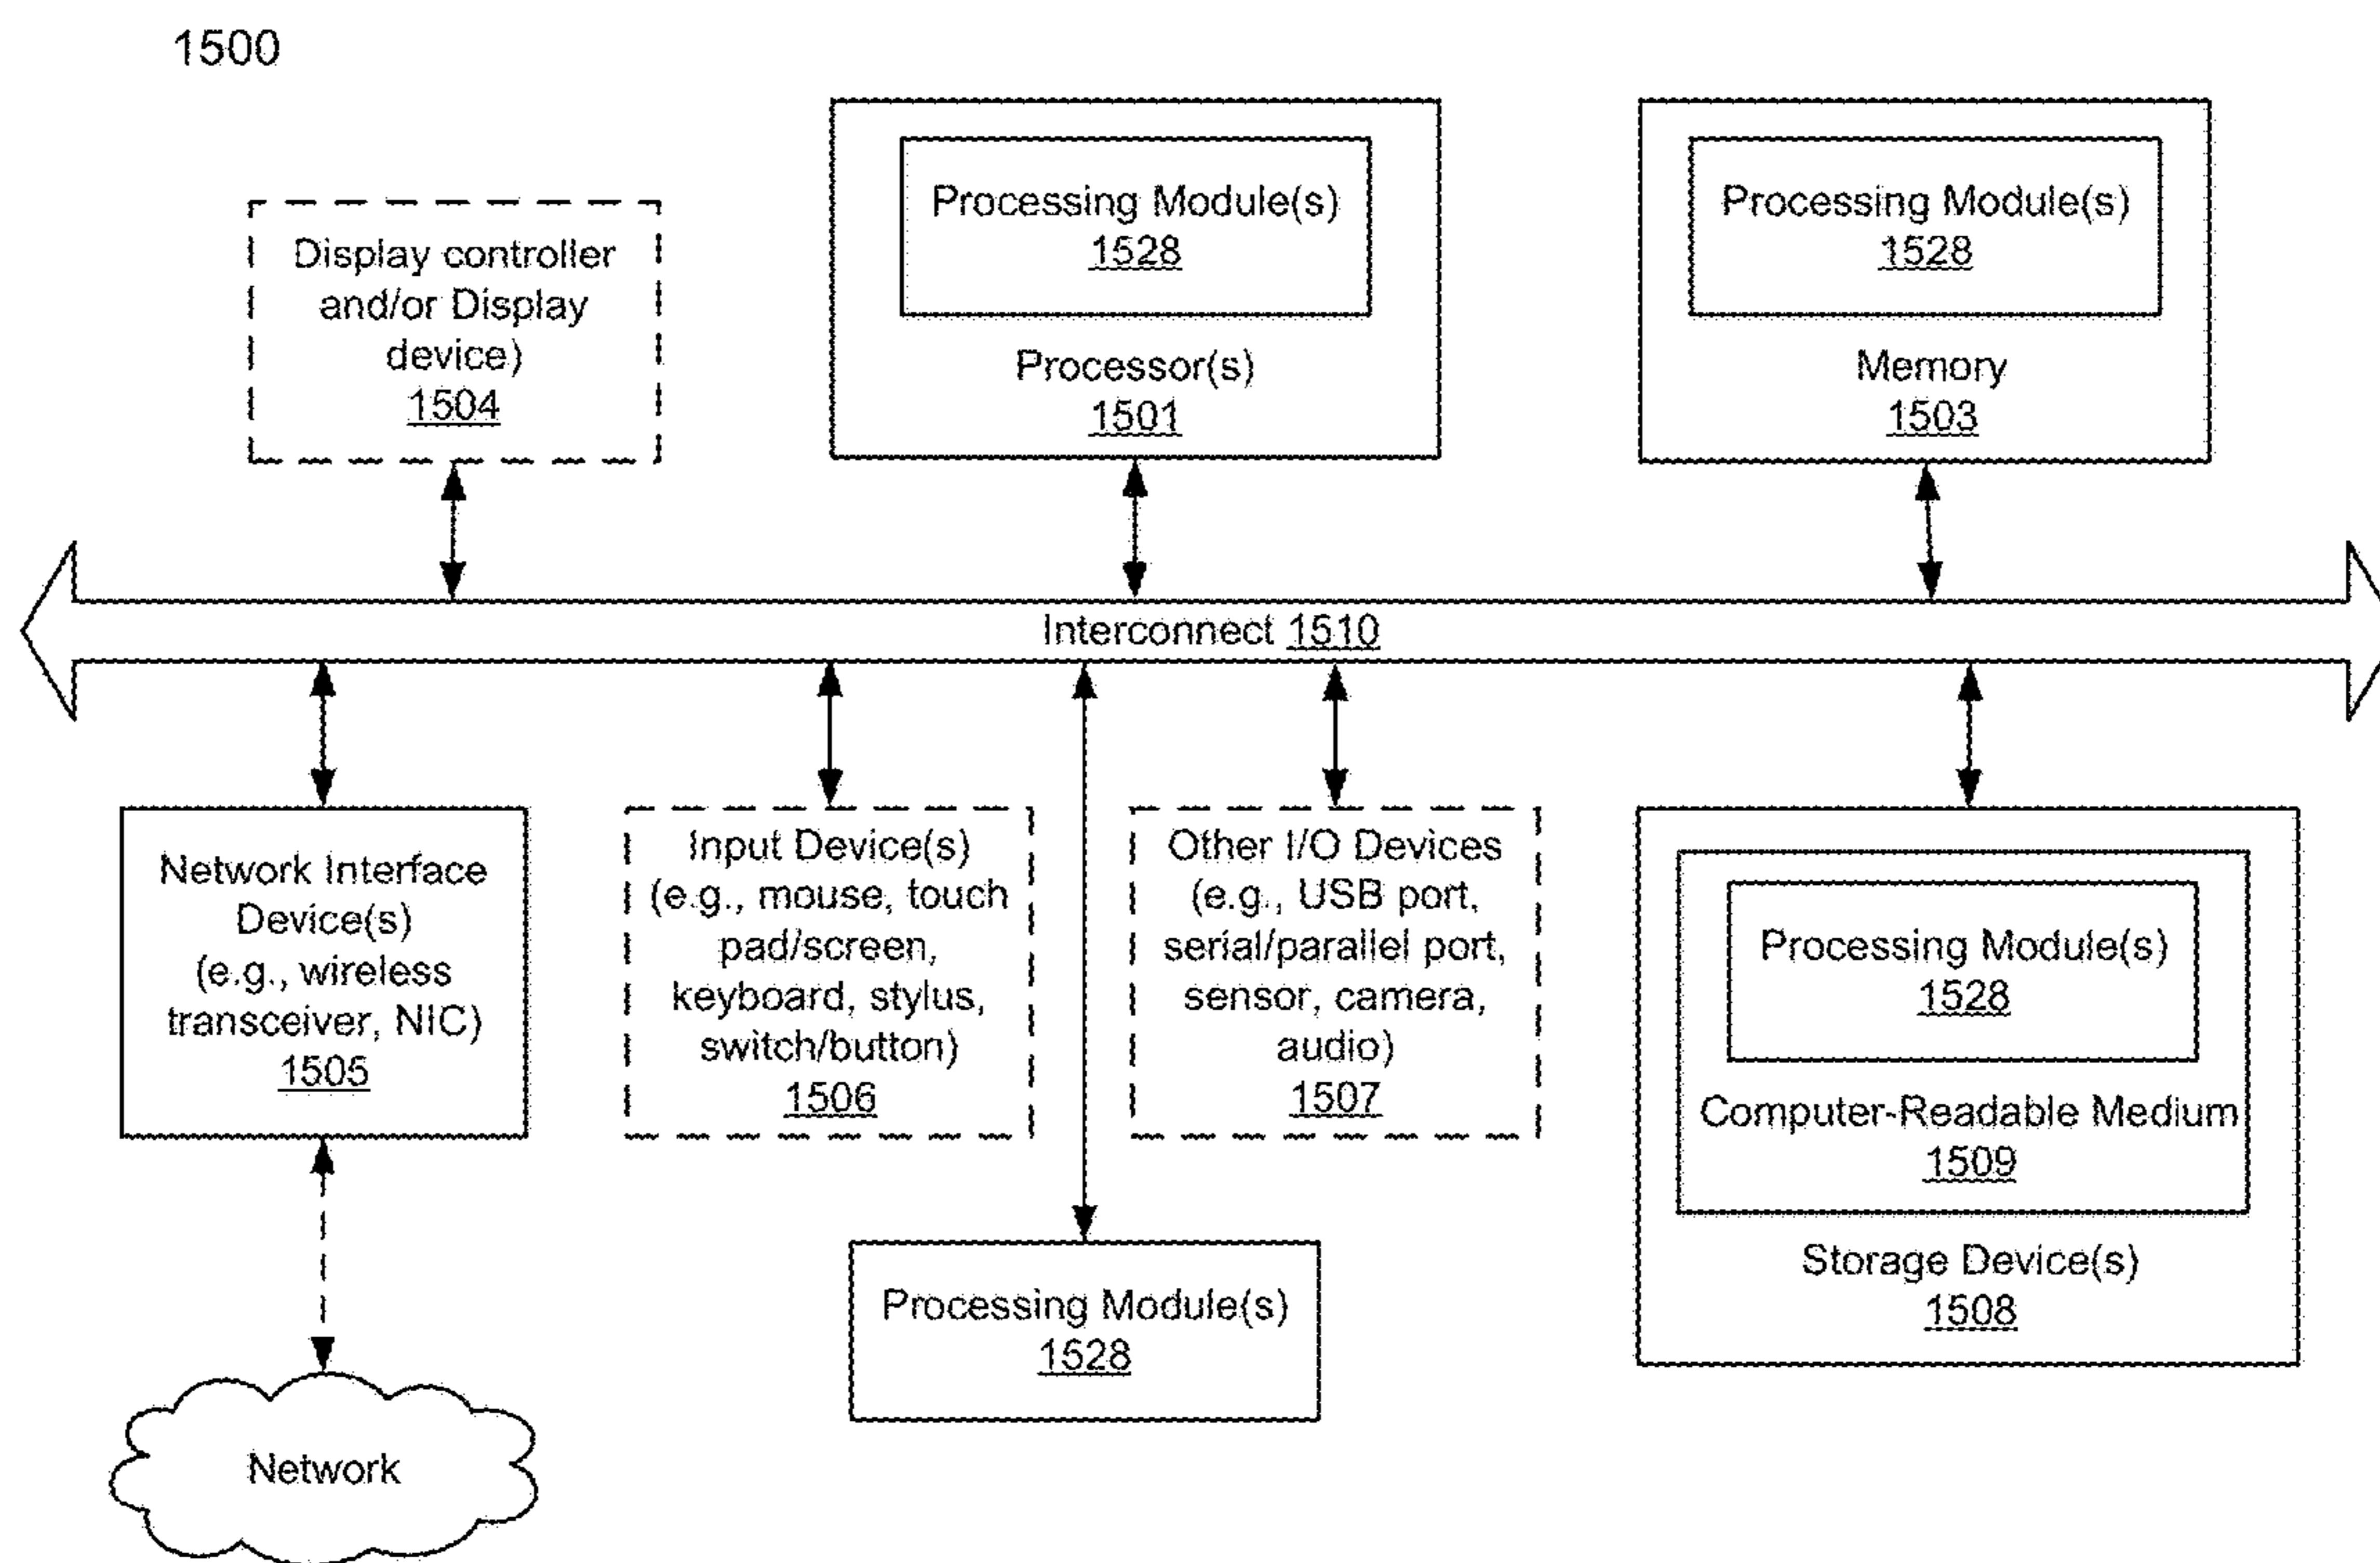 1500
Display controller
and/or Display
device)
1504
Processing Module(s)
1528
Processor(s)
1501
Processing Module(s)
1528
Memory
1503
Interconnect 1510
Network Interface
Device(s)
(e.g., wireless
transceiver, NIC)
1505
Input Device(s)
(e.g., mouse, touch
pad/screen,
keyboard, stylus,
switch/button)
1506
Other I/O Devices
(e.g., USB port,
serial/parallel port,
sensor, camera,
audio)
1507
Processing Module(s)
1528
Computer-Readable Medium
1509
Storage Device(s)
1508
Processing Module(s)
1528
Network